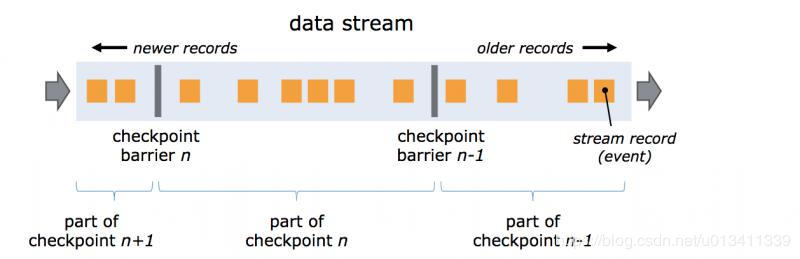 data stream
newer records
older records
checkpoint
barrier n
checkpoint
barrier n-1
stream record
(event)
part of
checkpoint n+1
part of
checkpoint n
part of
checkpoint n-1
blog.csdn.net/u013411339